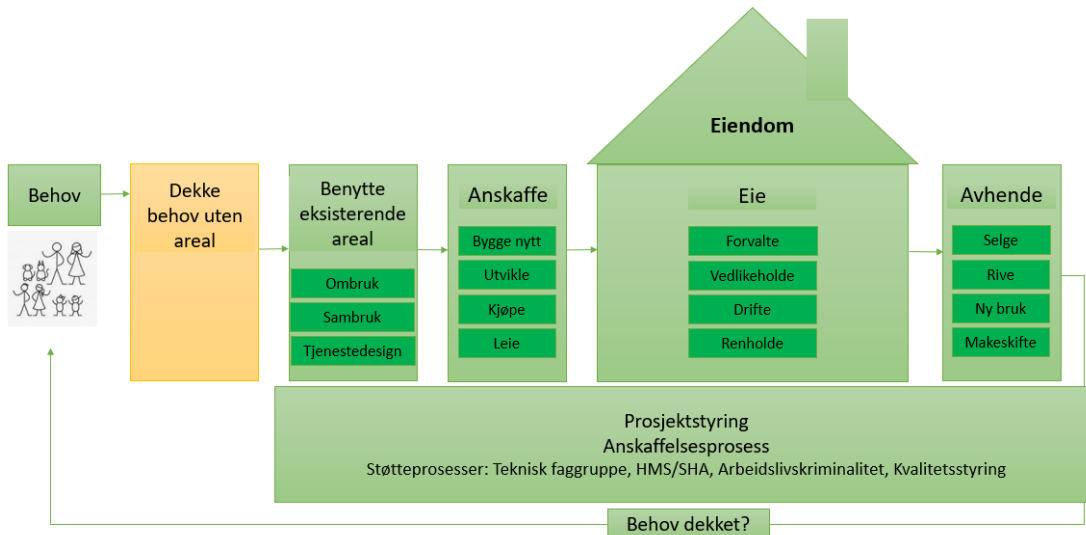 Eiendom
Behov
Dekke
behov uten
areal
Benytte
eksisterende
areal
Ombruk
Sambruk
Tjenestedesign
Anskaffe
Bygge nytt
Utvikle
Kjøpe
Leie
Eie
Forvalte
Vedlikeholde
Drifte
Renholde
Avhende
Selge
Rive
Ny bruk
Makeskifte
Prosjektstyring
Anskaffelsesprosess
Støtteprosesser: Teknisk faggruppe, HMS/SHA, Arbeidslivskriminalitet, Kvalitetsstyring
Behov dekket?